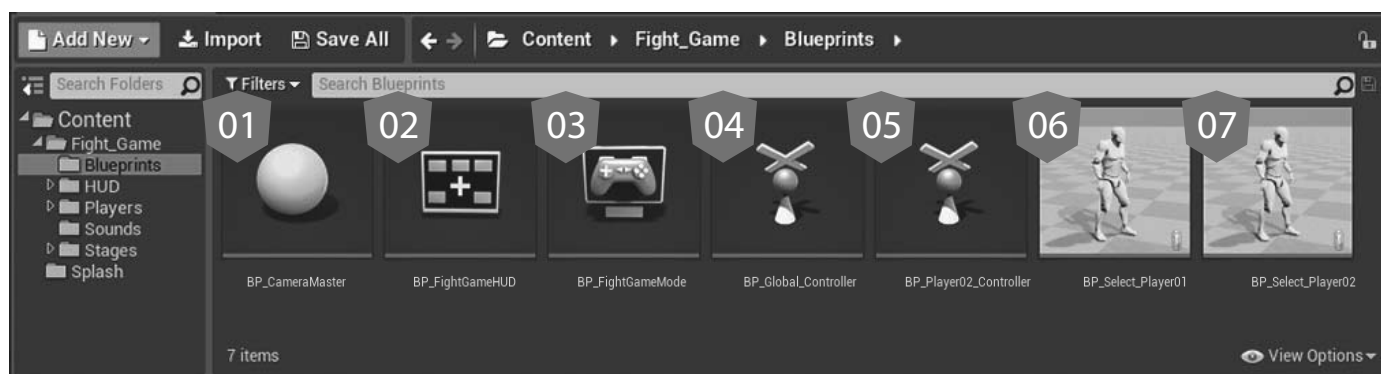 Add New Import Save All Content Fight_Game Blueprints
Search Folders Filters Search Blueprints
01 02 03 04 05 06 07
Content
Fight_Game
Blueprints
HUD
Players
Sounds
Stages
Splash
BP_CameraMaster BP_FightGameHUD BP_FightGameMode BP_Global_Controller BP_Player02_Controller BP_Select_Player01 BP_Select_Player02
7 items View Options